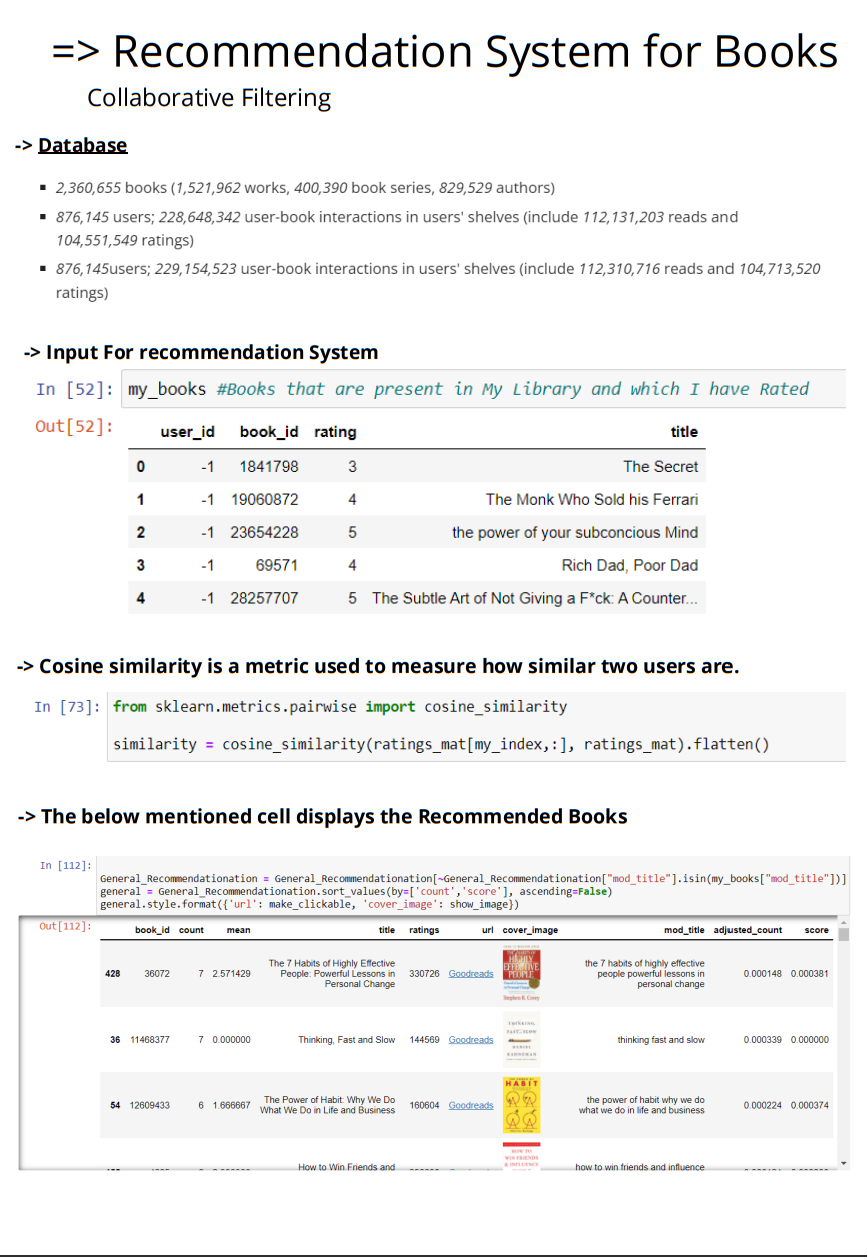 => Recommendation System for Books
Collaborative Filtering
-> Database
▪ 2,360,655 books (1,521,962 works, 400,390 book series, 829,529 authors)
▪ 876,145 users; 228,648,342 user-book interactions in users' shelves (include 112,131,203 reads and
104,551,549 ratings)
▪ 876,145users; 229,154,523 user-book interactions in users' shelves (include 112,310,716 reads and 104,713,520
ratings)
-> Input For recommendation System
In [52]: my_books #Books that are present in My Library and which I have Rated
Out[52]:
user_id book_id rating title
0 -1 1841798 3 The Secret
1 -1 19060872 4 The Monk Who Sold his Ferrari
2 -1 23654228 5 the power of your subconcious Mind
3 -1 69571 4 Rich Dad, Poor Dad
4 -1 28257707 5 The Subtle Art of Not Giving a F*ck: A Counter...
-> Cosine similarity is a metric used to measure how similar two users are.
In [73]: from sklearn.metrics.pairwise import cosine_similarity
similarity = cosine_similarity(ratings_mat[my_index,:], ratings_mat).flatten()
-> The below mentioned cell displays the Recommended Books
In [112]:
General_Recommendationation = General_Recommendationation[~General_Recommendationation["mod_title"].isin(my_books["mod_title"])]
general = General_Recommendationation.sort_values(by=['count','score'], ascending=False)
general.style.format({'url': make_clickable, 'cover_image': show_image})
Out[112]:
book_id count mean title ratings url cover_image mod_title adjusted_count score
428 36072 7 2.571429 The 7 Habits of Highly Effective People: Powerful Lessons in Personal Change 330726 Goodreads the 7 habits of highly effective people powerful lessons in personal change 0.000148 0.000381
HIGHLY
EFFECTIVE
PEOPLE
Stephen R. Covey
36 11468377 7 0.000000 Thinking, Fast and Slow 144569 Goodreads thinking fast and slow 0.000339 0.000000
THINKING,
FAST AND SLOW
DANIEL
KAHNEMAN
54 12609433 6 1.666667 The Power of Habit: Why We Do What We Do in Life and Business 160604 Goodreads the power of habit why we do what we do in life and business 0.000224 0.000374
HABIT
How to Win Friends and how to win friends and influence
HOW TO
WIN FRIENDS
& INFLUENCE